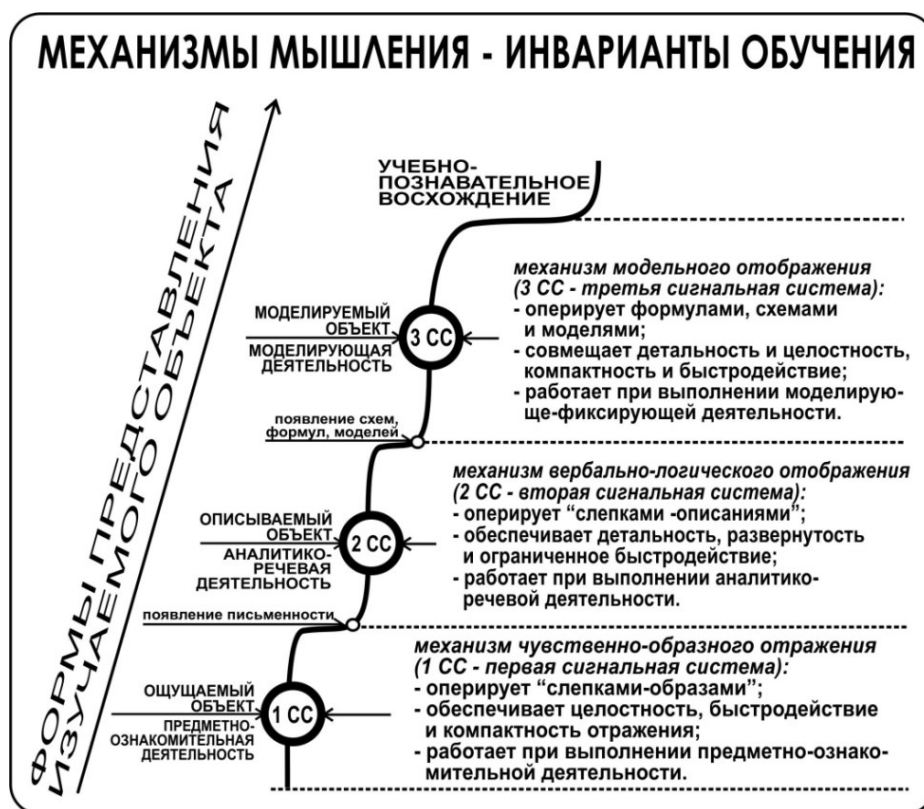 МЕХАНИЗМЫ МЫШЛЕНИЯ - ИНВАРИАНТЫ ОБУЧЕНИЯ
ФОРМЫ ПРЕДСТАВЛЕНИЯ
ИЗУЧАЕМОГО ОБЪЕКТА
УЧЕБНО-
ПОЗНАВАТЕЛЬНОЕ
ВОСХОЖДЕНИЕ
МОДЕЛИРУЕМЫЙ
ОБЪЕКТ
МОДЕЛИРУЮЩАЯ
ДЕЯТЕЛЬНОСТЬ
3 СС
механизм модельного отображения
(3 СС - третья сигнальная система):
- оперирует формулами, схемами
и моделями;
- совмещает детальность и целостность,
компактность и быстродействие;
- работает при выполнении моделирую-
ще-фиксирующей деятельности.
появление схем,
формул, моделей
ОПИСЫВАЕМЫЙ
ОБЪЕКТ
АНАЛИТИКО-
РЕЧЕВАЯ
ДЕЯТЕЛЬНОСТЬ
2 СС
механизм вербально-логического отображения
(2 СС - вторая сигнальная система):
- оперирует “слепками -описаниями”;
- обеспечивает детальность, развернутость
и ограниченное быстродействие;
- работает при выполнении аналитико-
речевой деятельности.
появление письменности
ОЩУЩАЕМЫЙ
ОБЪЕКТ
ПРЕДМЕТНО-
ОЗНАКОМИТЕЛЬНАЯ
ДЕЯТЕЛЬНОСТЬ
1 СС
механизм чувственно-образного отражения
(1 СС - первая сигнальная система):
- оперирует “слепками-образами”;
- обеспечивает целостность, быстродействие
и компактность отражения;
- работает при выполнении предметно-ознако-
мительной деятельности.